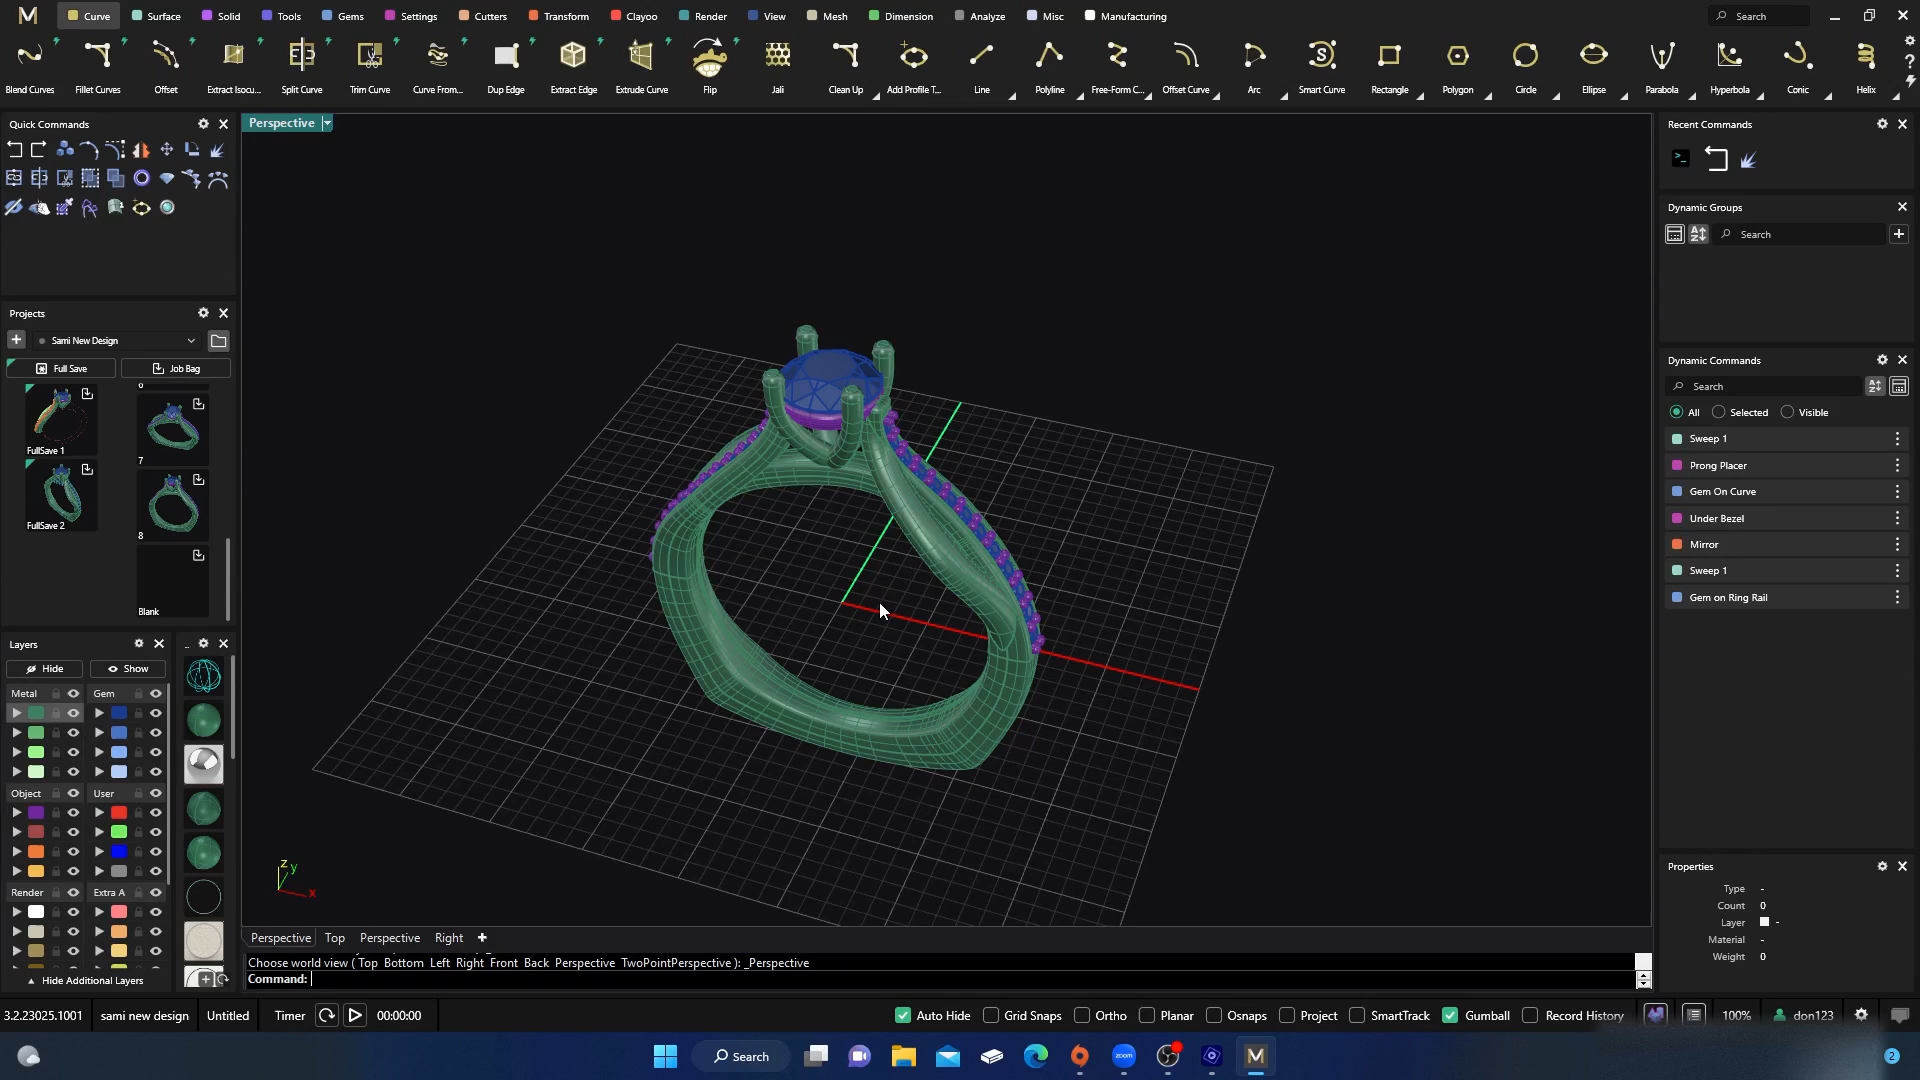 Curve Surface Solid Tools Gems Settings Cutters Transform Clayoo Render View Mesh Dimension Analyze Misc Manufacturing Search
Blend Curves Fillet Curves Offset Extract Isocu... Split Curve Trim Curve Curve From... Dup Edge Extract Edge Extrude Curve Flip Jali Clean Up Add Profile T... Line Polyline Free-Form C... Offset Curve Arc Smart Curve Rectangle Polygon Circle Ellipse Parabola Hyperbola Conic Helix
Quick Commands
Perspective
Recent Commands
Dynamic Groups
Search
Projects
Sami New Design
Full Save Job Bag
6
FullSave 1
7
FullSave 2
8
Blank
Dynamic Commands
Search
All Selected Visible
Sweep 1
Prong Placer
Gem On Curve
Under Bezel
Mirror
Sweep 1
Gem on Ring Rail
Layers
Hide Show
Metal Gem
Object User
Render Extra A
Hide Additional Layers
z
y
x
Properties
Type -
Count 0
Layer -
Material -
Weight 0
Perspective Top Perspective Right
Choose world view ( Top Bottom Left Right Front Back Perspective TwoPointPerspective ): _Perspective
Command:
3.2.23025.1001 sami new design Untitled Timer 00:00:00 Auto Hide Grid Snaps Ortho Planar Osnaps Project SmartTrack Gumball Record History 100% don123
Search
zoom
2